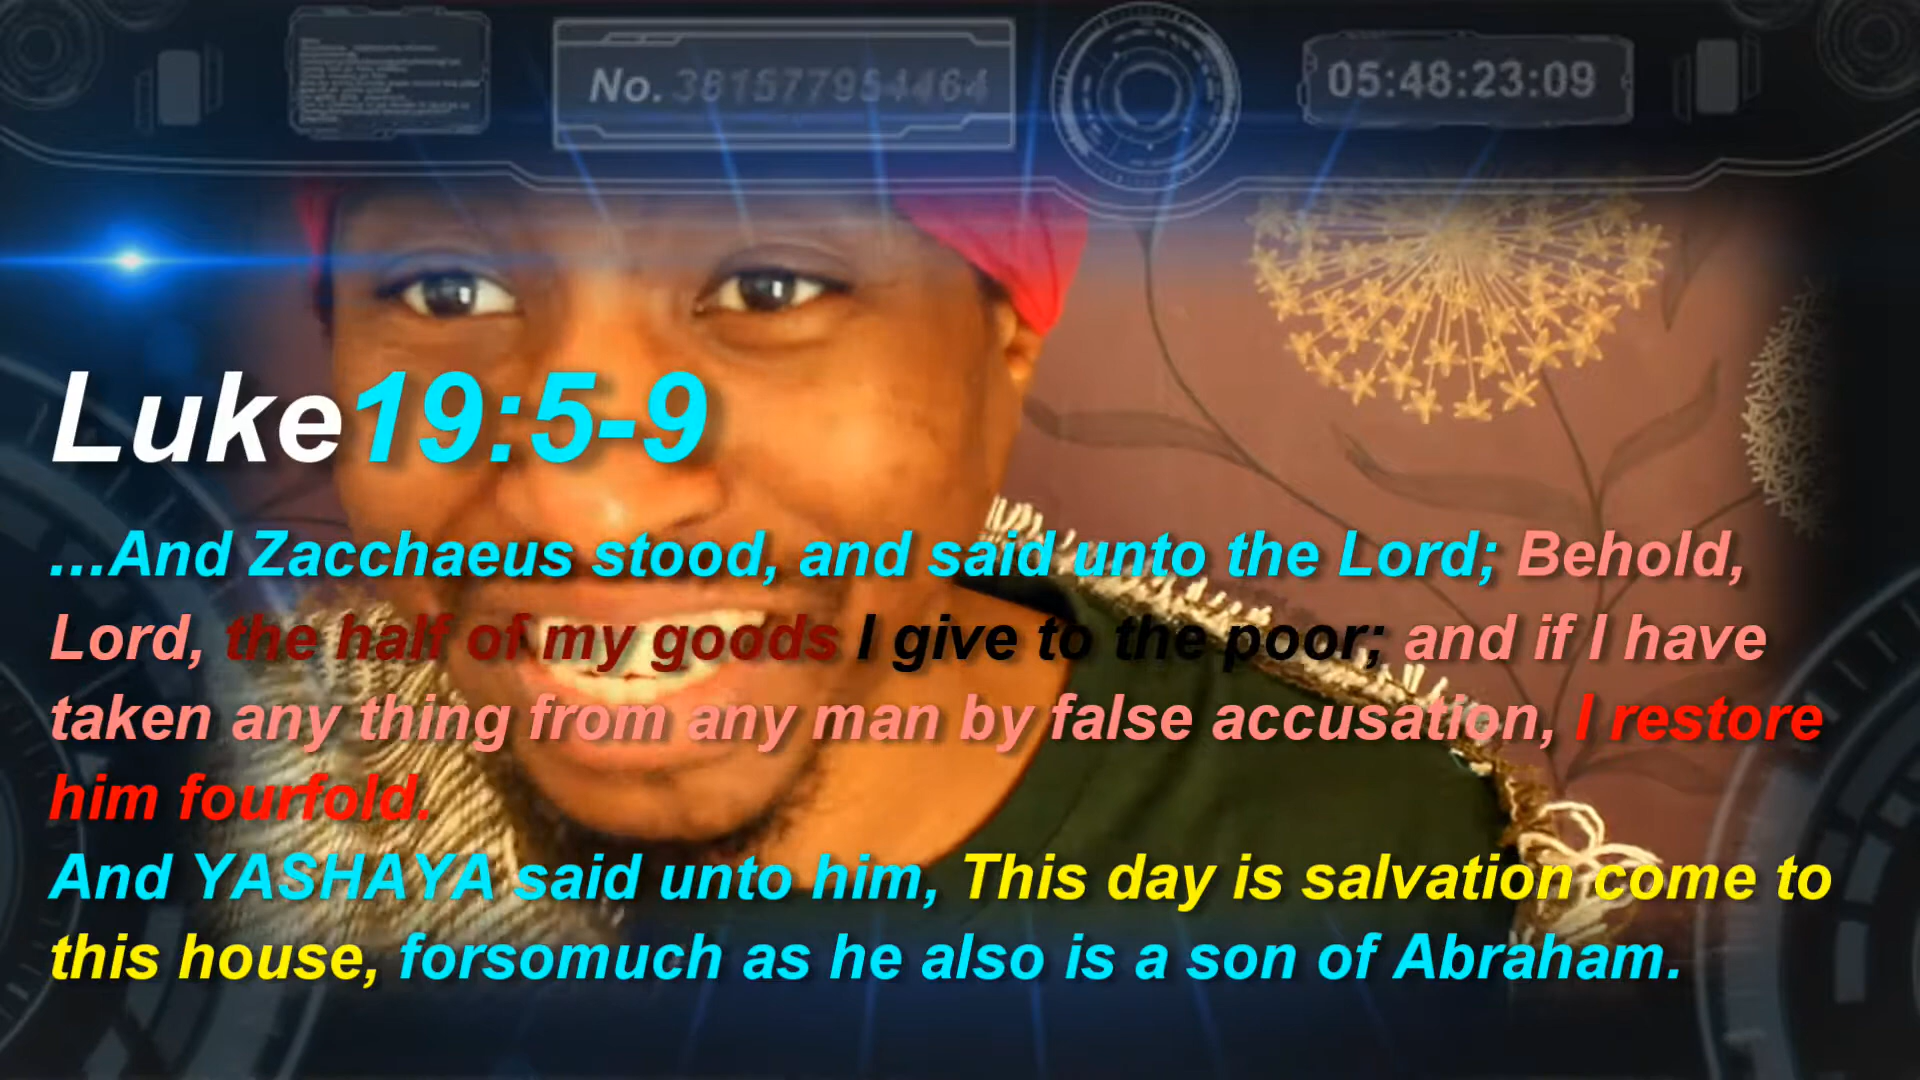 No. 381577954464
05:48:23:09
Luke19:5-9
...And Zacchaeus stood, and said unto the Lord; Behold,
Lord, the half of my goods I give to the poor; and if I have
taken any thing from any man by false accusation, I restore
him fourfold.
And YASHAYA said unto him, This day is salvation come to
this house, forsomuch as he also is a son of Abraham.